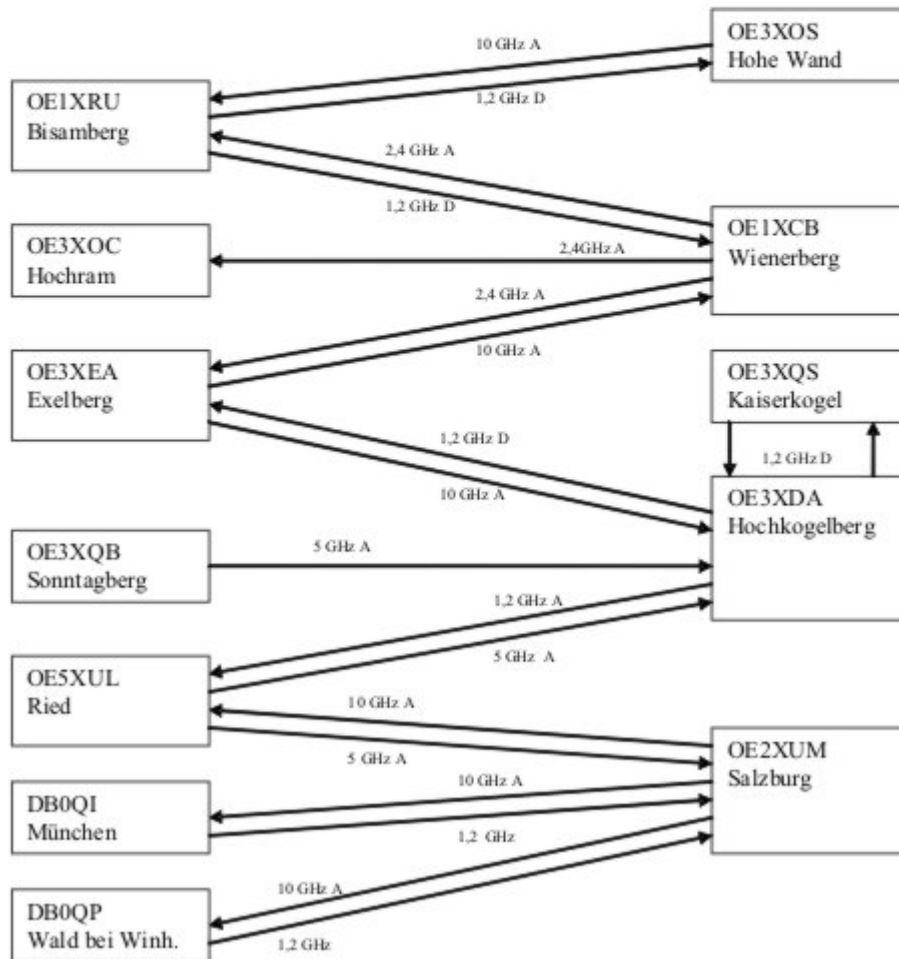 10 GHz A
OE3XOS
Hohe Wand
OE1XRU
Bisamberg
1,2 GHz D
2,4 GHz A
1,2 GHz D
OE1XCB
Wienerberg
OE3XOC
Hochram
2,4GHz A
2,4 GHz A
10 GHz A
OE3XEA
Exelberg
OE3XQS
Kaiserkogel
1,2 GHz D
1,2 GHz D
10 GHz A
OE3XDA
Hochkogelberg
OE3XQB
Sonntagberg
5 GHz A
1,2 GHz A
5 GHz A
OE5XUL
Ried
10 GHz A
5 GHz A
OE2XUM
Salzburg
DB0QI
München
10 GHz A
1,2 GHz
DB0QP
Wald bei Winh.
10 GHz A
1,2 GHz